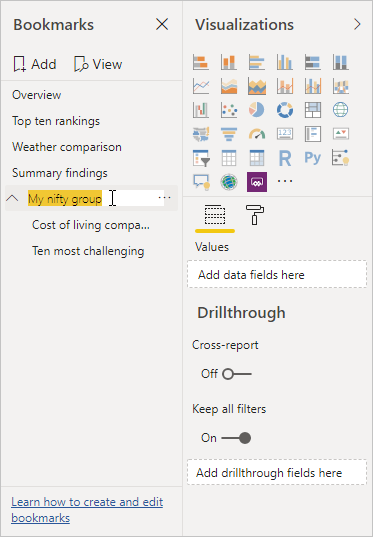 Bookmarks
Add
View
Overview
Top ten rankings
Weather comparison
Summary findings
My nifty group
Cost of living compa...
Ten most challenging
Learn how to create and edit
bookmarks
Visualizations
123
R
Py
Values
Add data fields here
Drillthrough
Cross-report
Off
Keep all filters
On
Add drillthrough fields here